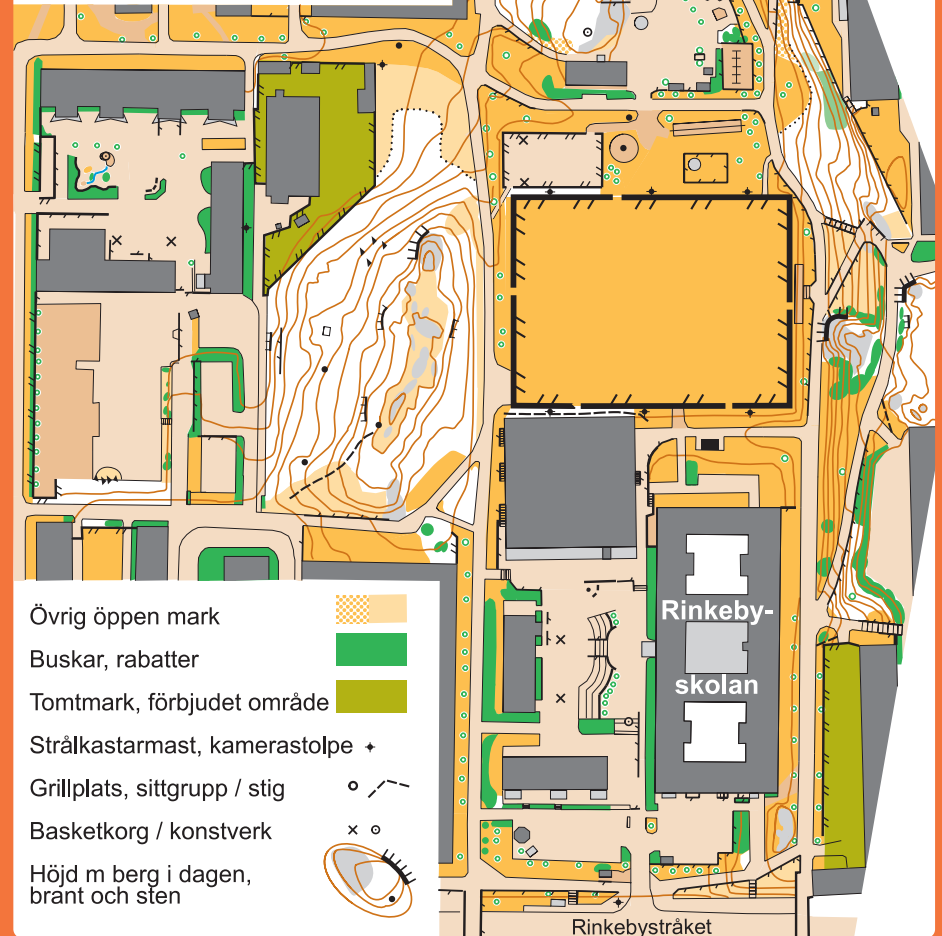 Rinkeby-
skolan
Övrig öppen mark
Buskar, rabatter
Tomtmark, förbjudet område
Strålkastarmast, kamerastolpe
Grillplats, sittgrupp / stig
Basketkorg / konstverk
Höjd m berg i dagen,
brant och sten
Rinkebystråket